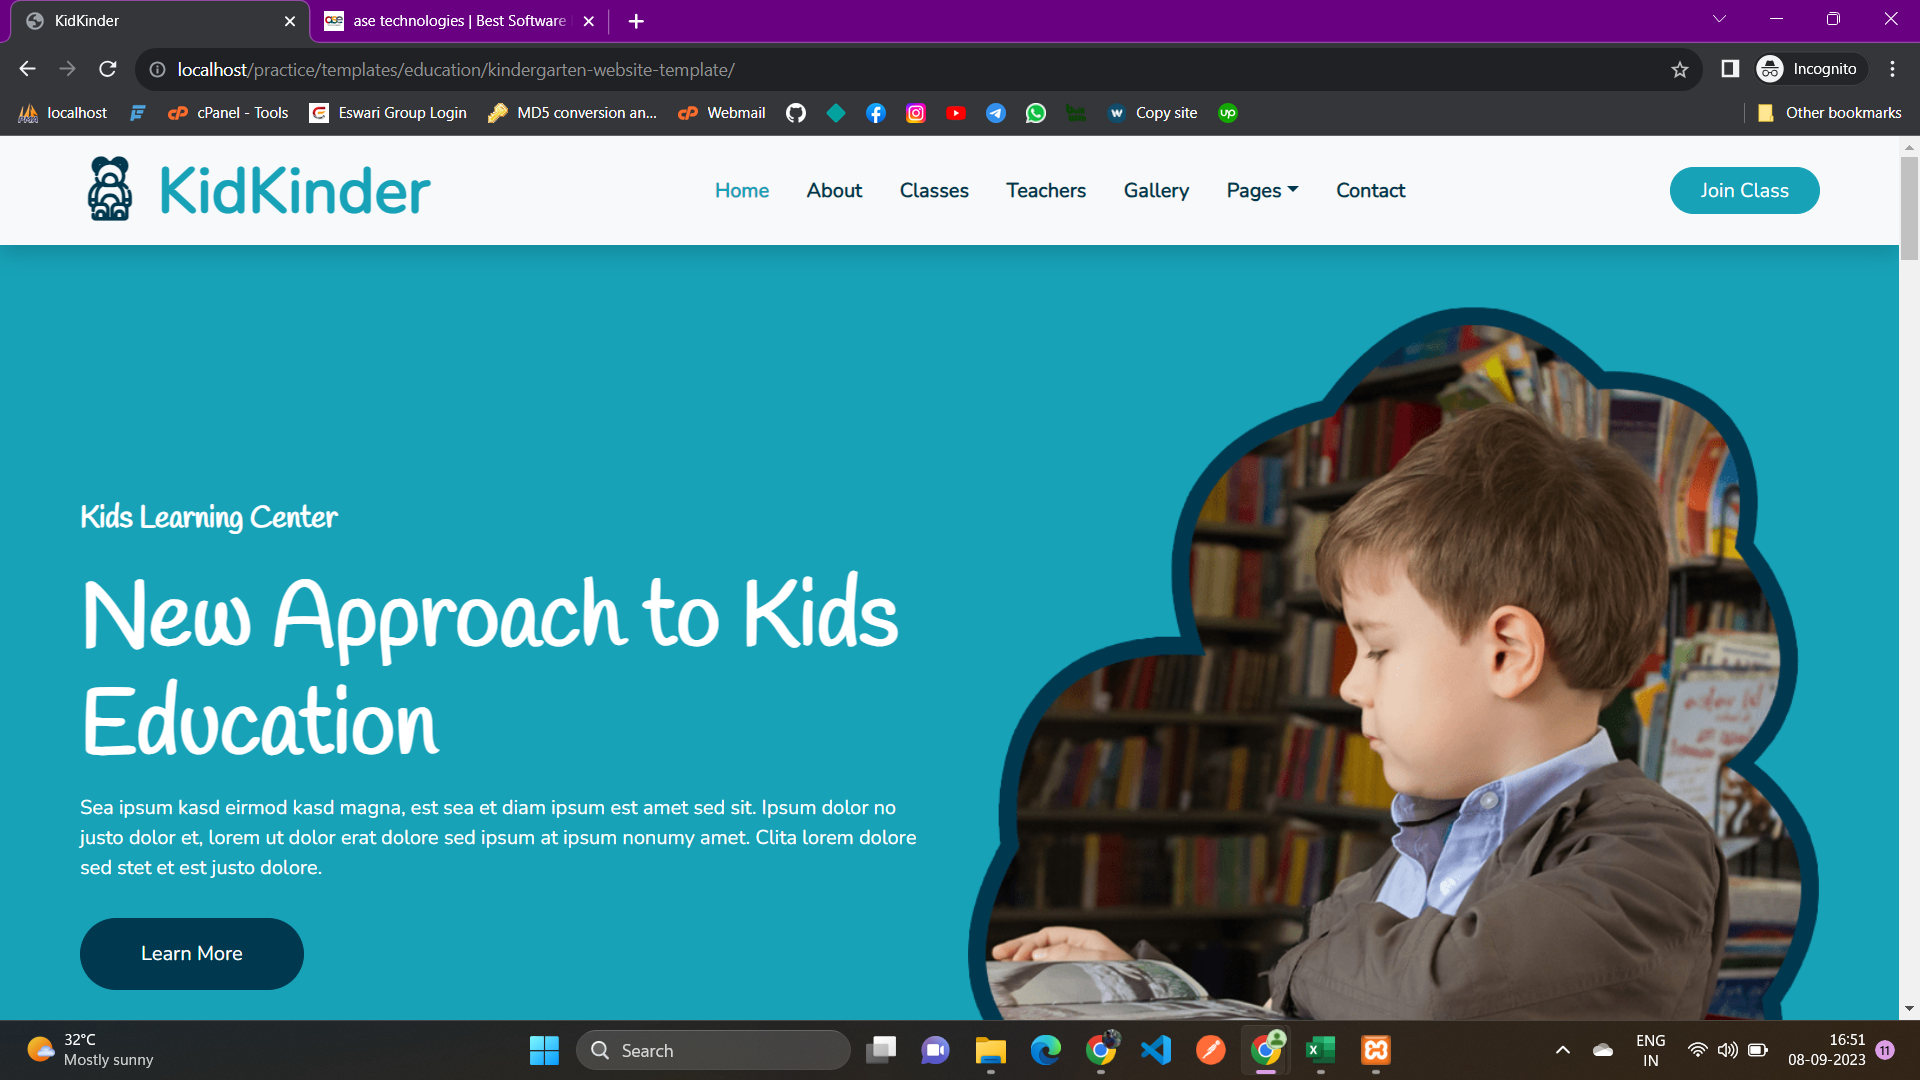 KidKinder
ase technologies | Best Software
localhost/practice/templates/education/kindergarten-website-template/
Incognito
localhost
cPanel - Tools
Eswari Group Login
MD5 conversion an...
Webmail
Copy site
up
Other bookmarks
KidKinder
Home
About
Classes
Teachers
Gallery
Pages
Contact
Join Class
Kids Learning Center
New Approach to Kids
Education
Sea ipsum kasd eirmod kasd magna, est sea et diam ipsum est amet sed sit. Ipsum dolor no
justo dolor et, lorem ut dolor erat dolore sed ipsum at ipsum nonumy amet. Clita lorem dolore
sed stet et est justo dolore.
Learn More
32°C
Mostly sunny
Search
ENG
IN
16:51
08-09-2023
11